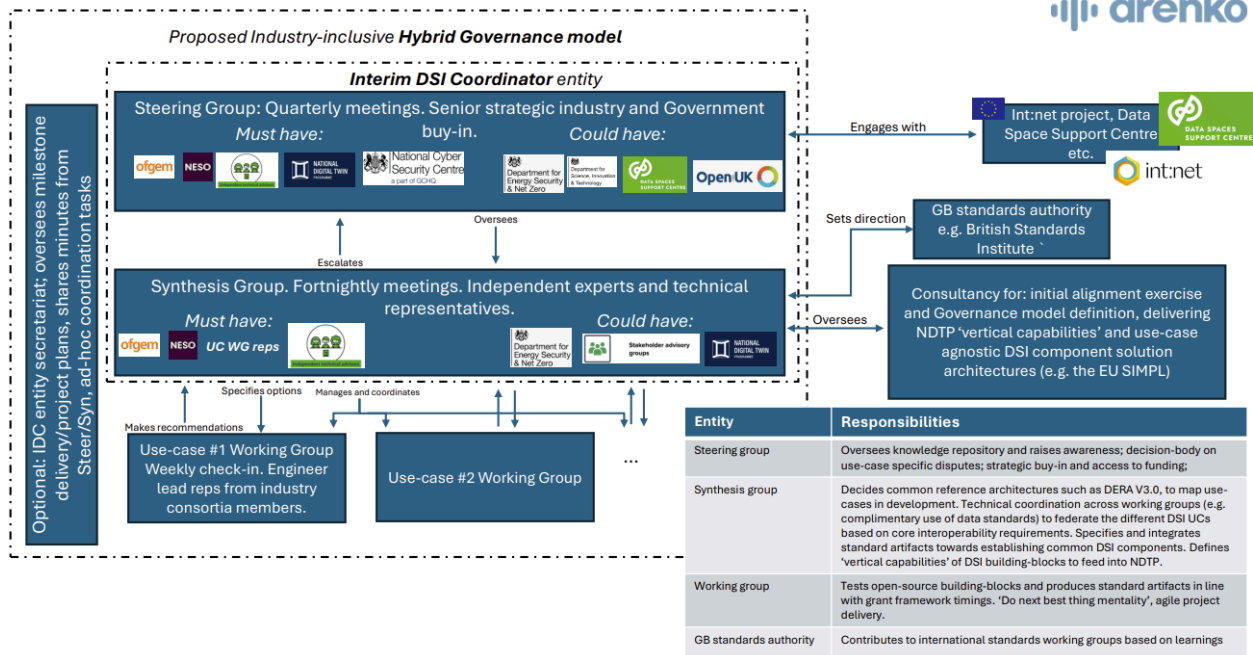 arenko
Proposed Industry-inclusive Hybrid Governance model
Interim DSI Coordinator entity
Optional: IDC entity secretariat; oversees milestone
delivery/project plans, shares minutes from
Steer/Syn, ad-hoc coordination tasks
Steering Group: Quarterly meetings. Senior strategic industry and Government
buy-in.
Must have:
Could have:
ofgem
NESO
Independent technical advisors
NATIONAL
DIGITAL TWIN
PROGRAMME
National Cyber
Security Centre
a part of GCHQ
Department for
Energy Security
& Net Zero
Department for
Science, Innovation
& Technology
DATA SPACES
SUPPORT CENTRE
OpenUK
Engages with
Int:net project, Data
Space Support Centre
etc.
DATA SPACES
SUPPORT CENTRE
int:net
Escalates
Oversees
Sets direction
GB standards authority
e.g. British Standards
Institute `
Synthesis Group. Fortnightly meetings. Independent experts and technical
representatives.
Must have:
Could have:
ofgem
NESO
UC WG reps
Independent technical advisors
Department for
Energy Security
& Net Zero
Stakeholder advisory
groups
NATIONAL
DIGITAL TWIN
PROGRAMME
Oversees
Consultancy for: initial alignment exercise
and Governance model definition, delivering
NDTP ‘vertical capabilities’ and use-case
agnostic DSI component solution
architectures (e.g. the EU SIMPL)
Makes recommendations
Specifies options
Manages and coordinates
Use-case #1 Working Group
Weekly check-in. Engineer
lead reps from industry
consortia members.
Use-case #2 Working Group
...
Entity Responsibilities
Steering group Oversees knowledge repository and raises awareness; decision-body on
use-case specific disputes; strategic buy-in and access to funding;
Synthesis group Decides common reference architectures such as DERA V3.0, to map use-
cases in development. Technical coordination across working groups (e.g.
complimentary use of data standards) to federate the different DSI UCs
based on core interoperability requirements. Specifies and integrates
standard artifacts towards establishing common DSI components. Defines
‘vertical capabilities’ of DSI building-blocks to feed into NDTP.
Working group Tests open-source building-blocks and produces standard artifacts in line
with grant framework timings. ‘Do next best thing mentality’, agile project
delivery.
GB standards authority Contributes to international standards working groups based on learnings